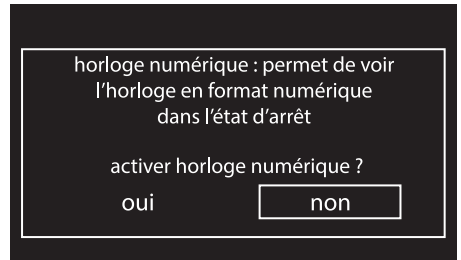 horloge numérique : permet de voir
l'horloge en format numérique
dans l'état d'arrêt
activer horloge numérique ?
oui non